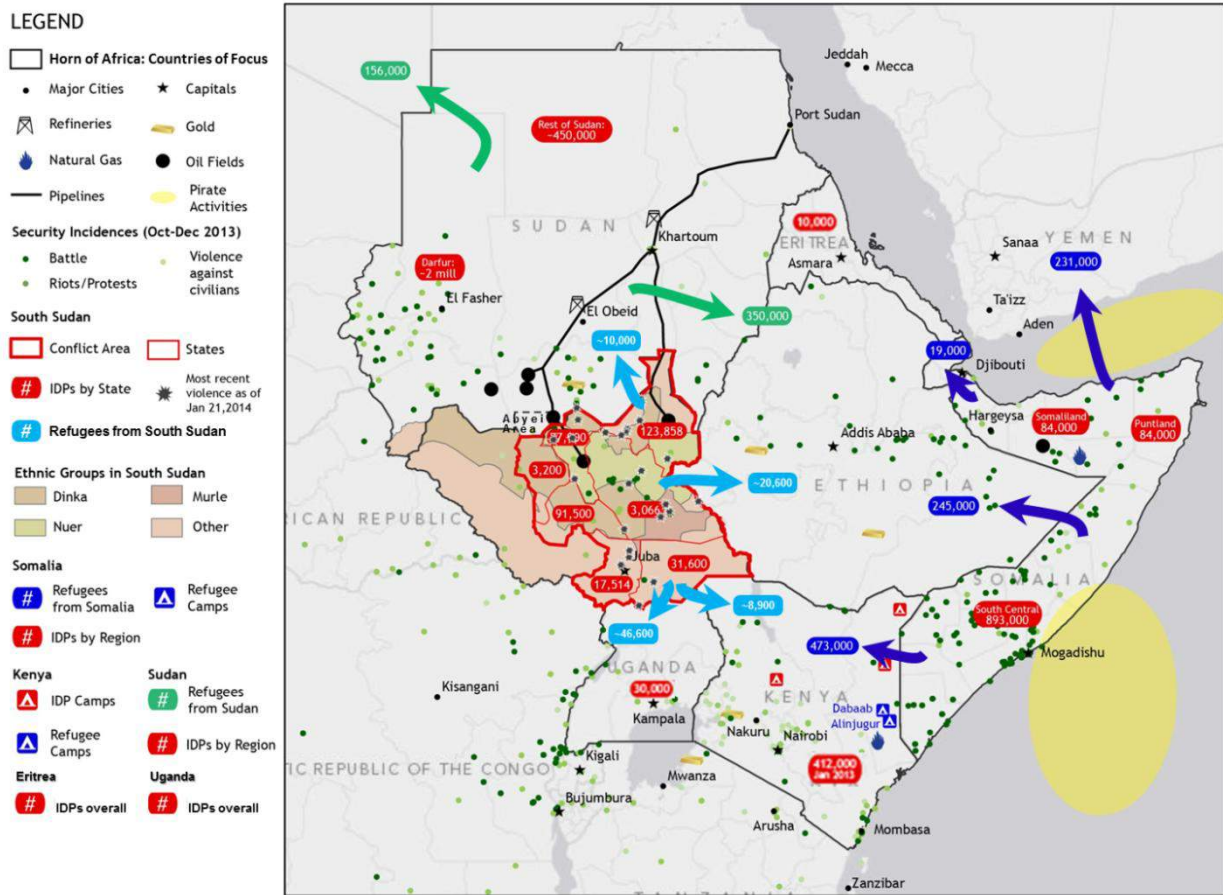 LEGEND
Horn of Africa: Countries of Focus
Major Cities
Capitals
Refineries
Gold
Natural Gas
Oil Fields
Pipelines
Pirate
Activities
Security Incidences (Oct-Dec 2013)
Battle
Violence
against
civilians
Riots/Protests
South Sudan
Conflict Area
States
# IDPs by State
Most recent
violence as of
Jan 21,2014
# Refugees from South Sudan
Ethnic Groups in South Sudan
Dinka
Murle
Nuer
Other
Somalia
# Refugees
from Somalia
Refugee
Camps
# IDPs by Region
Kenya
Sudan
IDP Camps
# Refugees
from Sudan
Refugee
Camps
# IDPs by Region
Eritrea
Uganda
# IDPs overall
# IDPs overall
Jeddah
Mecca
156,000
Port Sudan
Rest of Sudan:
~450,000
SUDAN
Khartoum
10,000
ERITREA
Asmara
Sanaa
YEMEN
231,000
Darfur:
~2 mill
El Fasher
El Obeid
350,000
Ta'izz
Aden
~10,000
19,000
Djibouti
Abyei
Area
123,858
Hargeysa
Somaliland
84,000
Puntland
84,000
Addis Ababa
3,200
~20,600
ETHIOPIA
245,000
91,500
3,066
RICAN REPUBLIC
Juba
31,600
17,514
SOMALIA
~8,900
South Central
893,000
~46,600
473,000
Mogadishu
UGANDA
Kisangani
30,000
Kampala
KENYA
Dabaab
Alinjugur
Nakuru
Nairobi
412,000
Jan 2013
Kigali
TIC REPUBLIC OF THE CONGO
Mwanza
Bujumbura
Arusha
Mombasa
Zanzibar
TANZANIA